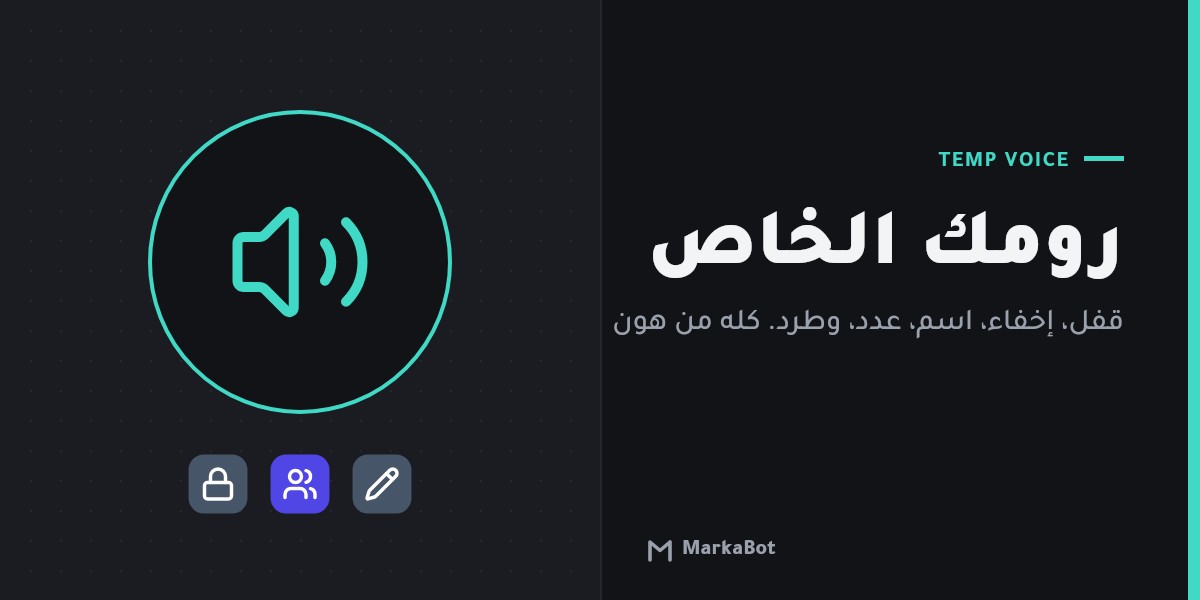 TEMP VOICE
رومك الخاص
قفل، إخفاء، اسم، عدد، وطرد. كله من هون
MarkaBot